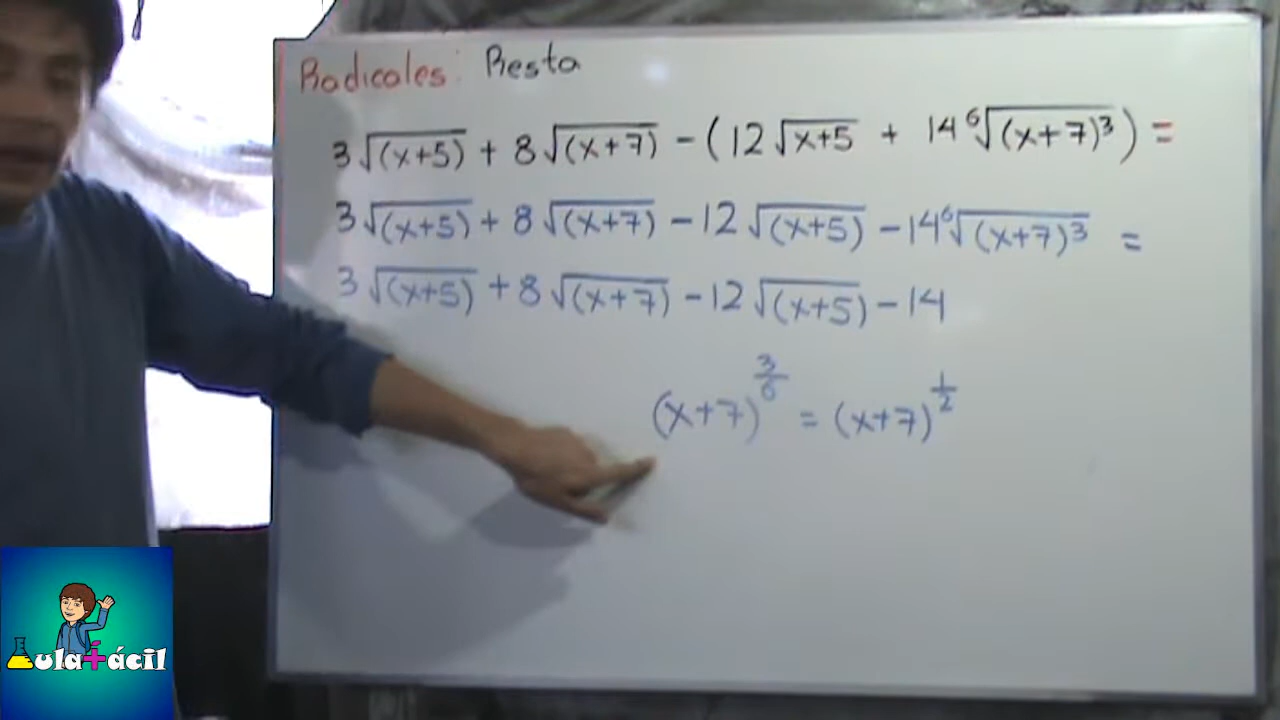 Radicales: Resta
3√(x+5) + 8√(x+7) - (12√x+5 + 14 ⁶√(x+7)³) =
3√(x+5) + 8√(x+7) - 12√(x+5) - 14 ⁶√(x+7)³ =
3√(x+5) + 8√(x+7) - 12√(x+5) - 14
(x+7)^(3/6) = (x+7)^(1/2)
Aula+ácil